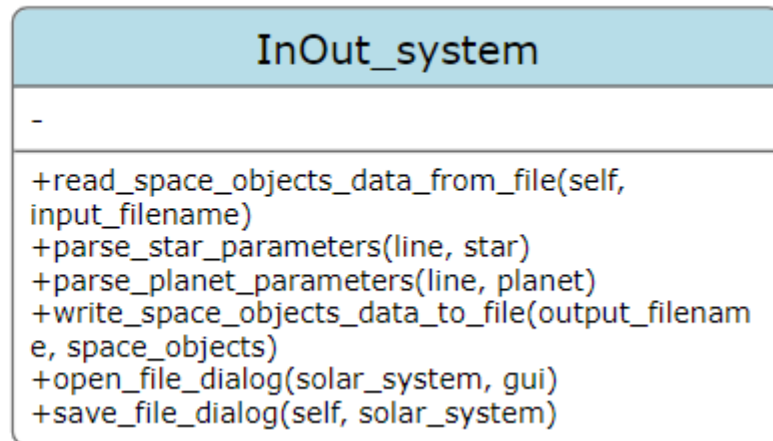 InOut_system
-
+read_space_objects_data_from_file(self,
input_filename)
+parse_star_parameters(line, star)
+parse_planet_parameters(line, planet)
+write_space_objects_data_to_file(output_filenam
e, space_objects)
+open_file_dialog(solar_system, gui)
+save_file_dialog(self, solar_system)